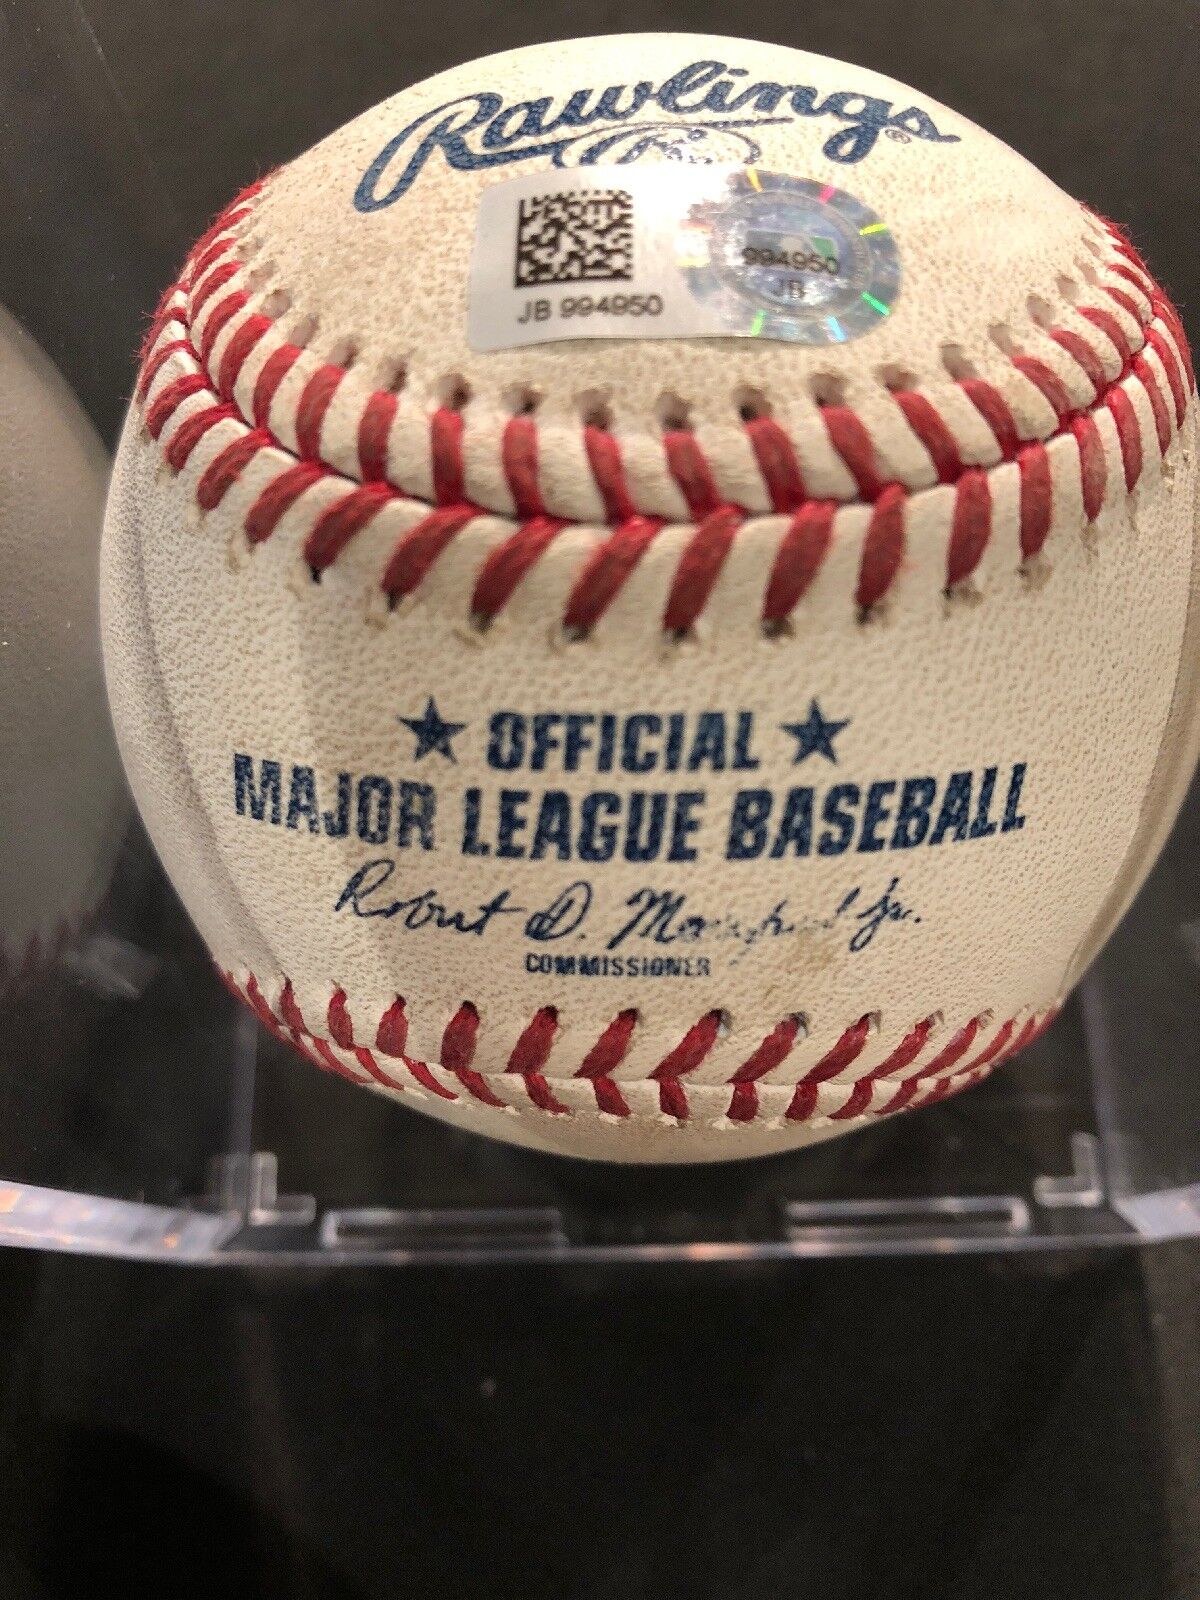 Rawlings®
JB 994950
994950
JB
★ OFFICIAL ★
MAJOR LEAGUE BASEBALL
Robert D. Manfred Jr.
COMMISSIONER